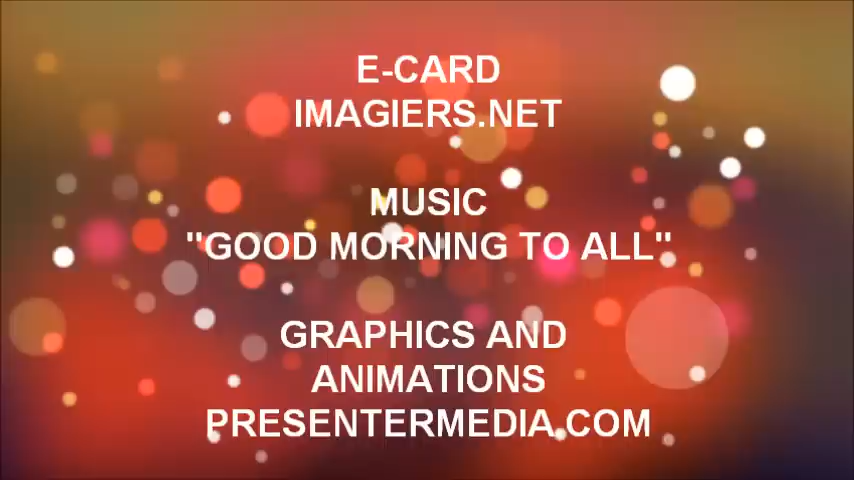 E-CARD
IMAGIERS.NET
MUSIC
"GOOD MORNING TO ALL"
GRAPHICS AND
ANIMATIONS
PRESENTERMEDIA.COM